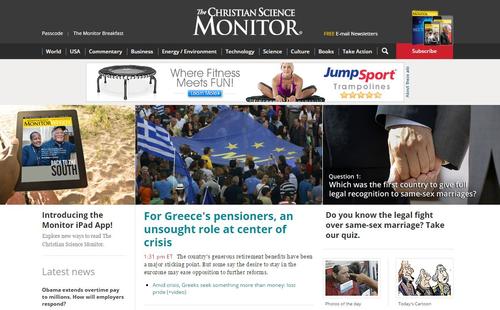 The CHRISTIAN SCIENCE
MONITOR
Passcode | The Monitor Breakfast
FREE E-mail Newsletters
World | USA | Commentary | Business | Energy / Environment | Technology | Science | Culture | Books | Take Action
Subscribe
Where Fitness
Meets FUN!
Learn More
JumpSport
Trampolines
About these ads
MONITOR
BACK TO THE
SOUTH
Question 1:
Which was the first country to give full
legal recognition to same-sex marriages?
Introducing the
Monitor iPad App!
Explore new ways to read The
Christian Science Monitor.
Latest news
Obama extends overtime pay
to millions. How will employers
respond?
For Greece's pensioners, an
unsought role at center of
crisis
1:31 pm ET The country's generous retirement benefits have been
a major sticking point. But some say the desire to stay in the
eurozone may ease opposition to further reforms.
Amid crisis, Greeks seek something more than money: lost
pride (+video)
Do you know the legal fight
over same-sex marriage? Take
our quiz.
Photos of the day
Today's Cartoon